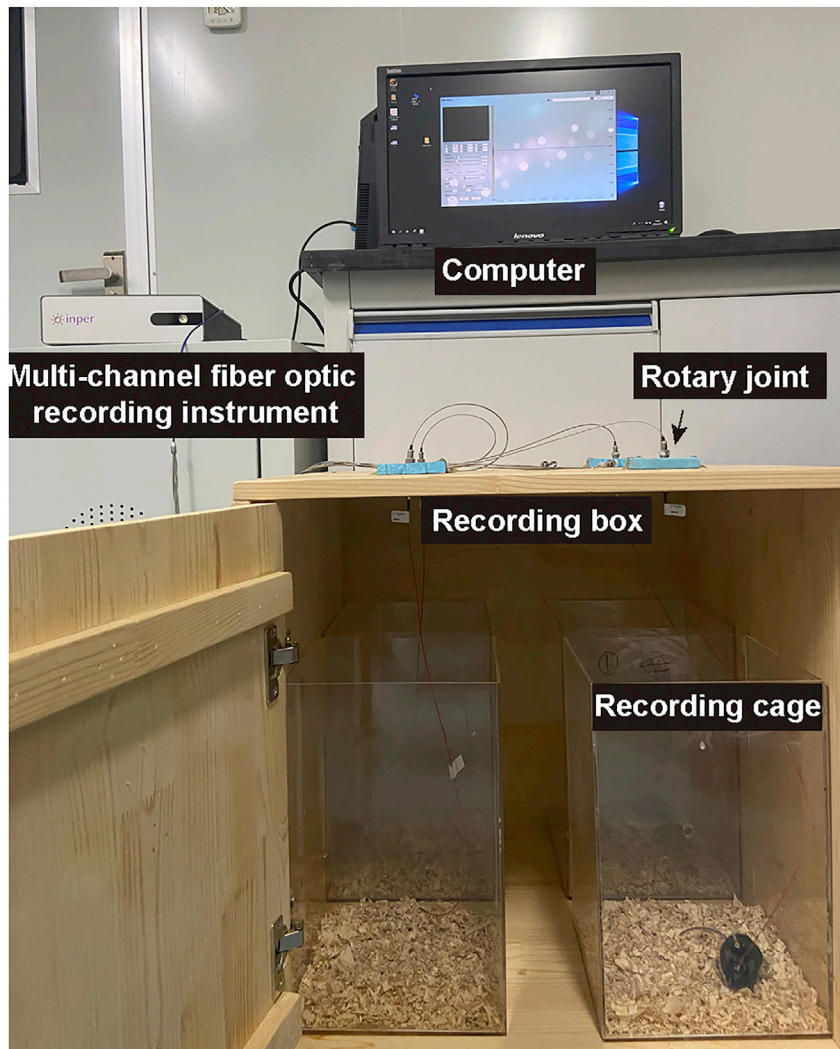 lenovo
Computer
inper
Multi-channel fiber optic
recording instrument
Rotary joint
Recording box
Recording cage